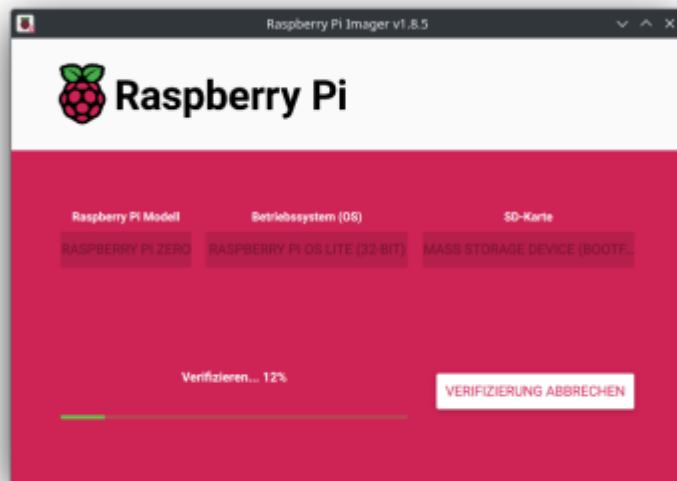 Raspberry Pi Imager v1.8.5
Raspberry Pi
Raspberry Pi Modell Betriebssystem (OS) SD-Karte
RASPBERRY PI ZERO RASPBERRY PI OS LITE (32-BIT) MASS STORAGE DEVICE (BOOTF...
Verifizieren... 12%
VERIFIZIERUNG ABBRECHEN